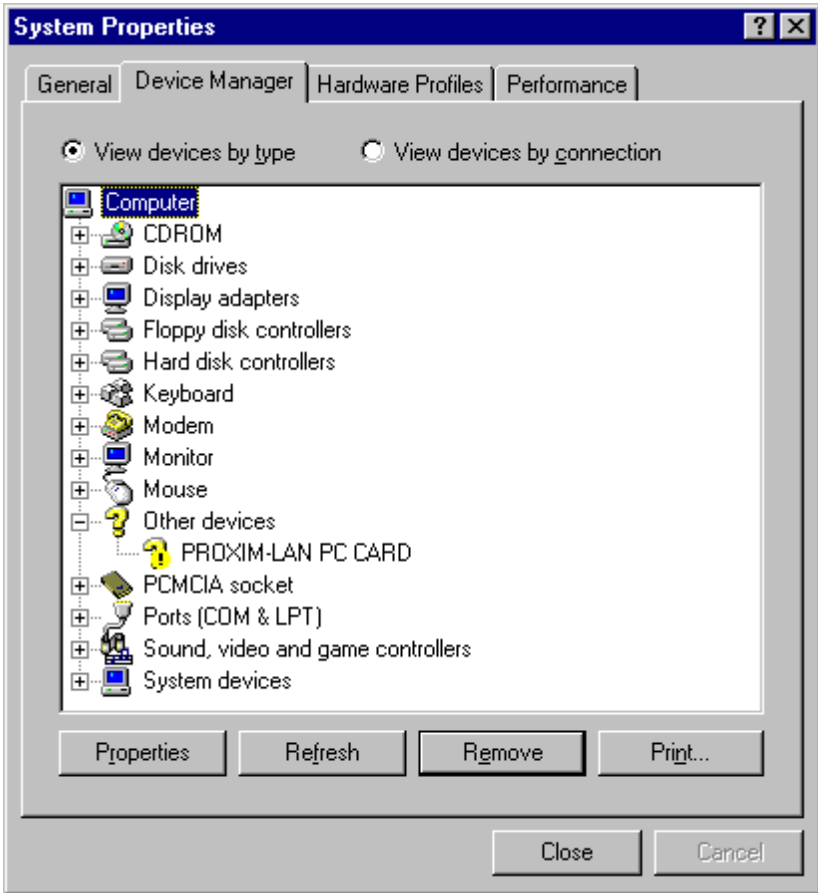 System Properties
General Device Manager Hardware Profiles Performance
View devices by type View devices by connection
Computer
CDROM
Disk drives
Display adapters
Floppy disk controllers
Hard disk controllers
Keyboard
Modem
Monitor
Mouse
Other devices
PROXIM-LAN PC CARD
PCMCIA socket
Ports (COM & LPT)
Sound, video and game controllers
System devices
Properties Refresh Remove Print...
Close Cancel